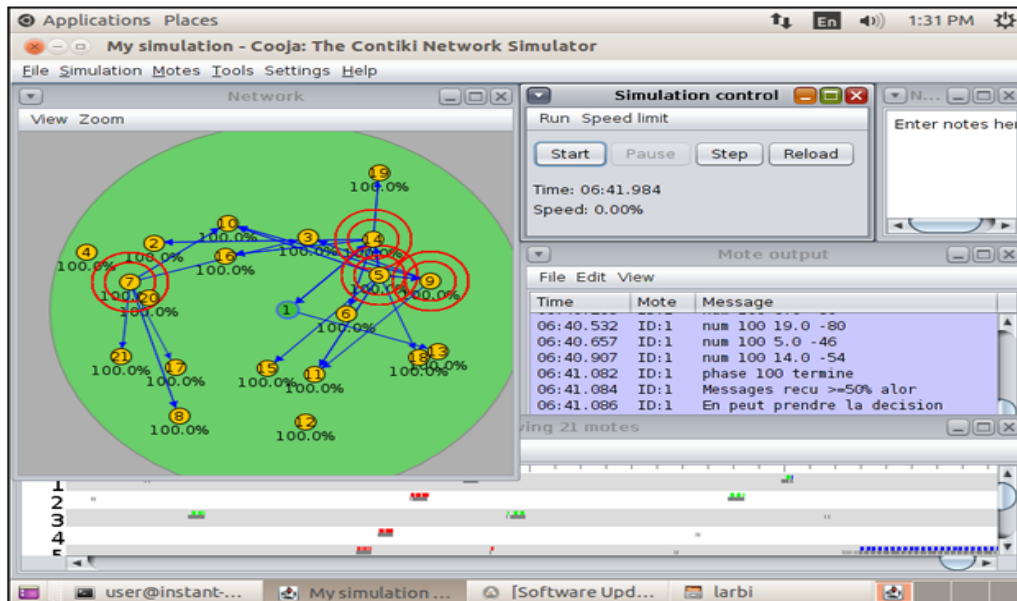 Applications Places
En
1:31 PM
My simulation - Cooja: The Contiki Network Simulator
File Simulation Motes Tools Settings Help
Network
View Zoom
19
100.0%
10
100.0%
3
100.0%
14
100.0%
2
100.0%
4
100.0%
16
100.0%
7
20
100.0%
5
100.0%
9
100.0%
1
6
100.0%
21
100.0%
17
100.0%
15
100.0%
11
100.0%
18
13
100.0%
8
100.0%
12
100.0%
Simulation control
Run Speed limit
Start Pause Step Reload
Time: 06:41.984
Speed: 0.00%
N...
Enter notes her
Mote output
File Edit View
Time Mote Message
06:40.532 ID:1 num 100 19.0 -80
06:40.657 ID:1 num 100 5.0 -46
06:40.907 ID:1 num 100 14.0 -54
06:41.082 ID:1 phase 100 termine
06:41.084 ID:1 Messages recu >=50% alor
06:41.086 ID:1 En peut prendre la decision
ving 21 motes
1
2
3
4
5
user@instant-...
My simulation ...
[Software Upd...
larbi